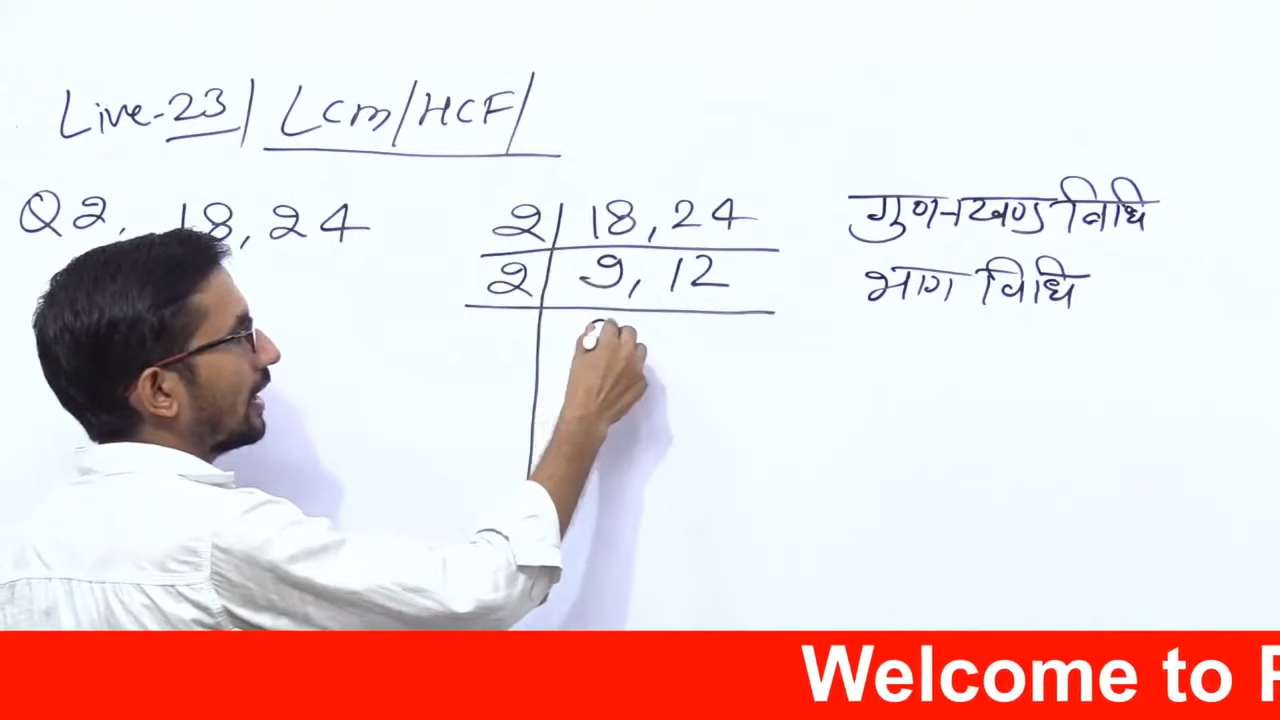 Live-23 | LCM/HCF/
Q2, 18, 24
2 | 18, 24
2 | 9, 12
गुणनखण्ड विधि
भाग विधि
Welcome to